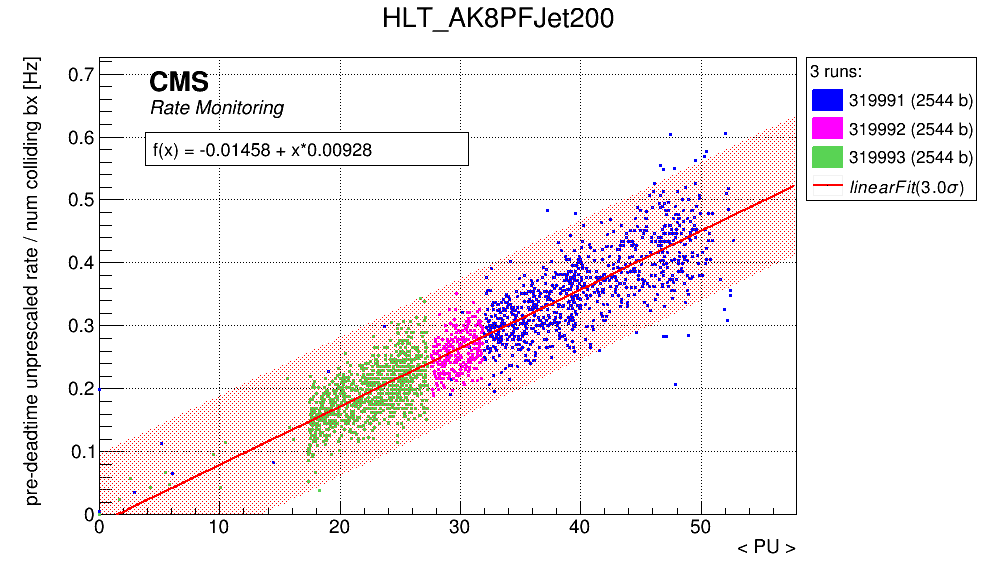 HLT_AK8PFJet200
pre-deadtime unprescaled rate / num colliding bx [Hz]
0.7
0.6
0.5
0.4
0.3
0.2
0.1
0
CMS
Rate Monitoring
f(x) = -0.01458 + x*0.00928
0 10 20 30 40 50
< PU >
3 runs:
319991 (2544 b)
319992 (2544 b)
319993 (2544 b)
linearFit(3.0σ)